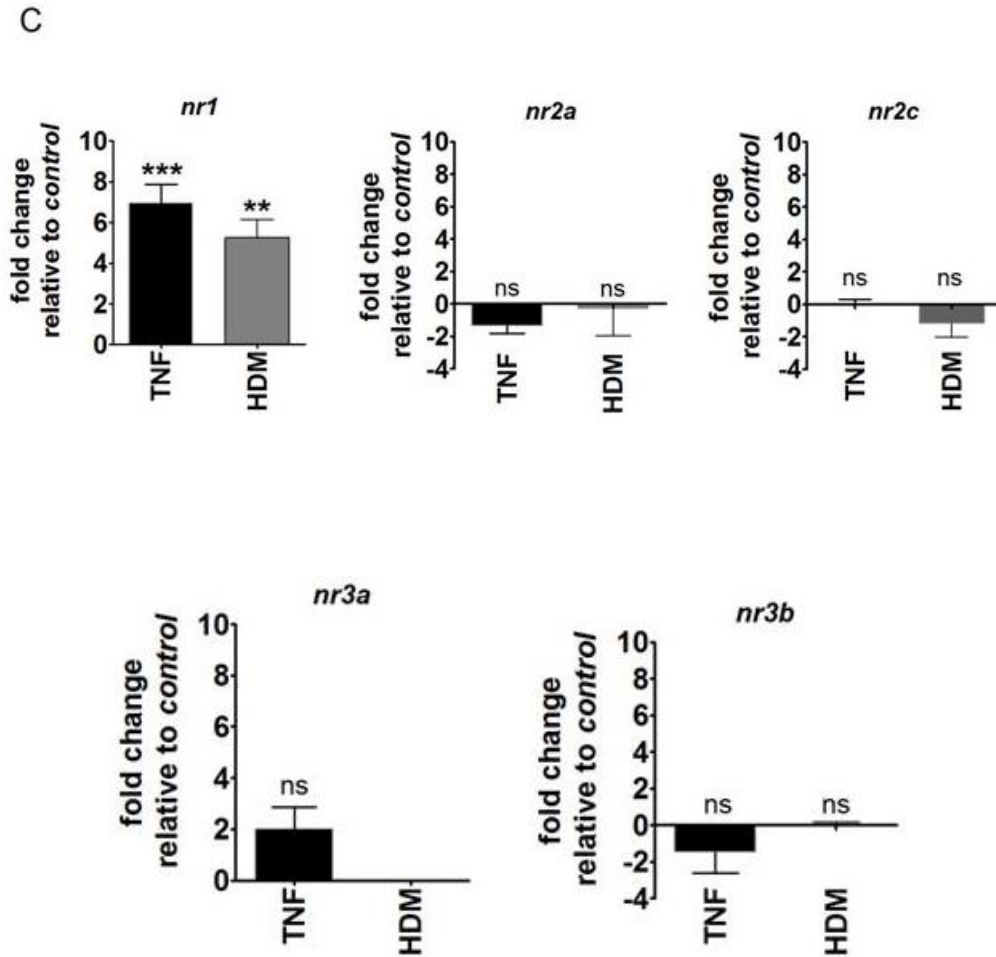 C
nr1
fold change
relative to control
10
8
6
4
2
0
***
**
TNF
HDM
nr2a
fold change
relative to control
10
8
6
4
2
0
-2
-4
ns
ns
TNF
HDM
nr2c
fold change
relative to control
10
8
6
4
2
0
-2
-4
ns
ns
TNF
HDM
nr3a
fold change
relative to control
10
8
6
4
2
0
ns
TNF
HDM
nr3b
fold change
relative to control
10
8
6
4
2
0
-2
-4
ns
ns
TNF
HDM